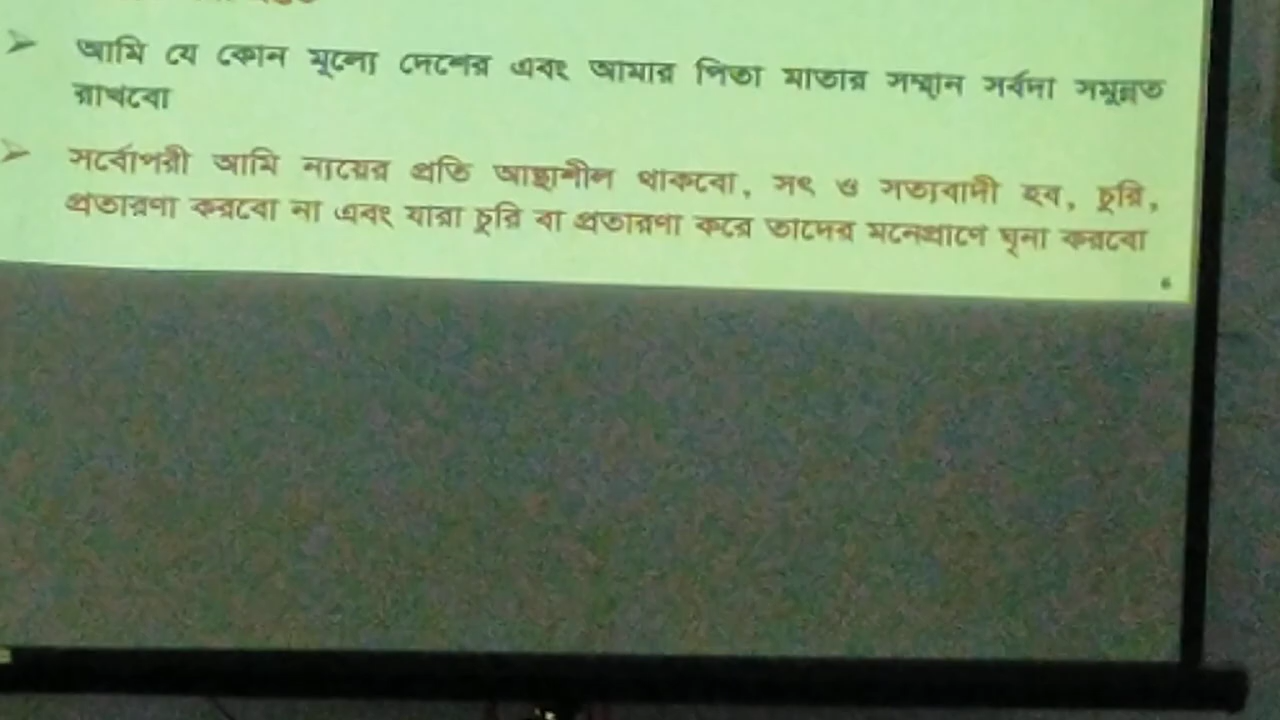 আমি যে কোন মূল্যে দেশের এবং আমার পিতা মাতার সম্মান সর্বদা সমুন্নত
রাখবো
সর্বোপরী আমি ন্যায়ের প্রতি আস্থাশীল থাকবো, সৎ ও সত্যবাদী হব, চুরি,
প্রতারণা করবো না এবং যারা চুরি বা প্রতারণা করে তাদের মনেপ্রাণে ঘৃনা করবো
৬